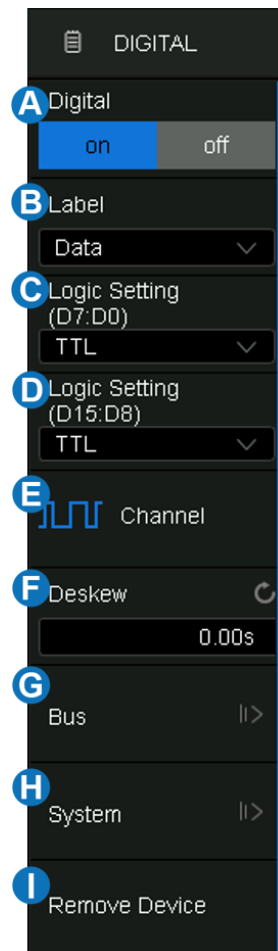 DIGITAL
A
Digital
on off
B
Label
Data
C
Logic Setting
(D7:D0)
TTL
D
Logic Setting
(D15:D8)
TTL
E
Channel
F
Deskew
0.00s
G
Bus
H
System
I
Remove Device